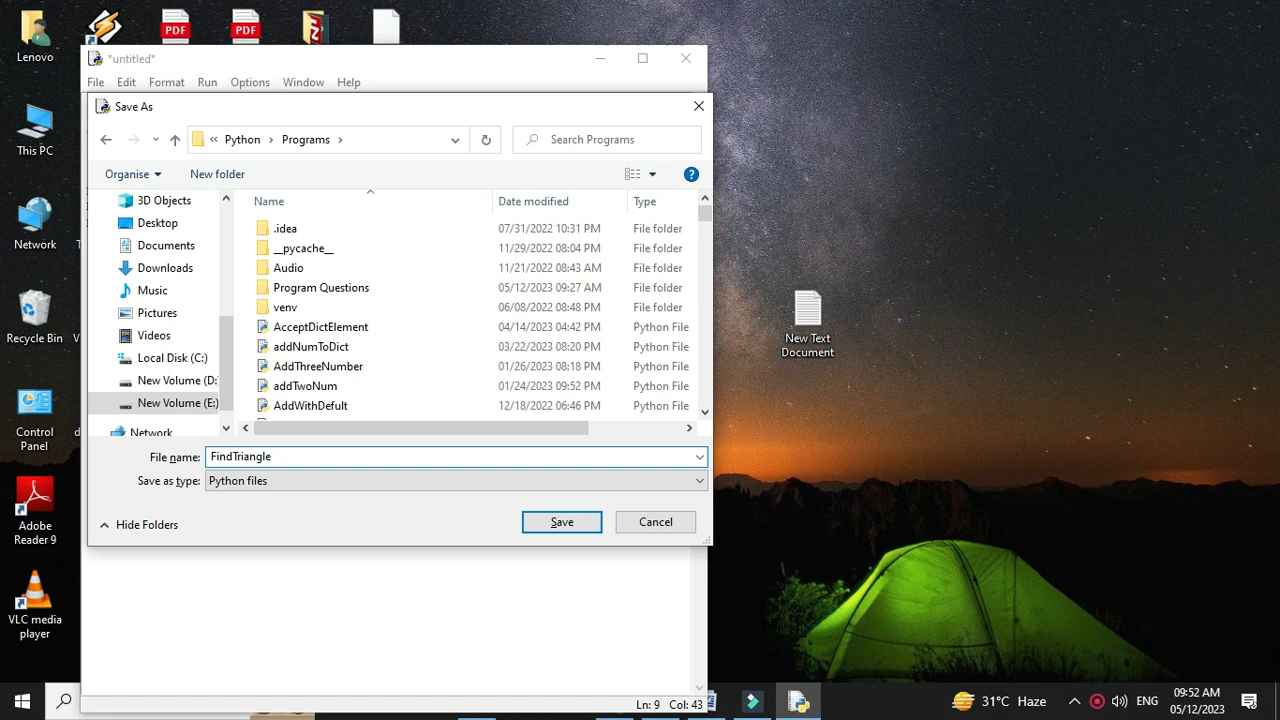 Lenovo
PDF
PDF
*untitled*
File Edit Format Run Options Window Help
Save As
This PC
Python Programs
Search Programs
Organise New folder
Name Date modified Type
3D Objects
Desktop
Documents
Downloads
Music
Pictures
Videos
Local Disk (C:)
New Volume (D:
New Volume (E:)
Network
.idea 07/31/2022 10:31 PM File folder
__pycache__ 11/29/2022 08:04 PM File folder
Audio 11/21/2022 08:43 AM File folder
Program Questions 05/12/2023 09:27 AM File folder
venv 06/08/2022 08:48 PM File folder
AcceptDictElement 04/14/2023 04:42 PM Python File
addNumToDict 03/22/2023 08:20 PM Python File
AddThreeNumber 01/26/2023 08:18 PM Python File
addTwoNum 01/24/2023 09:52 PM Python File
AddWithDefult 12/18/2022 06:46 PM Python File
Network
Recycle Bin
Control
Panel
File name: FindTriangle
Save as type: Python files
Hide Folders
Save Cancel
Adobe
Reader 9
VLC media
player
New Text
Document
Ln: 9 Col: 43
31°C Haze
ENG
09:52 AM
05/12/2023